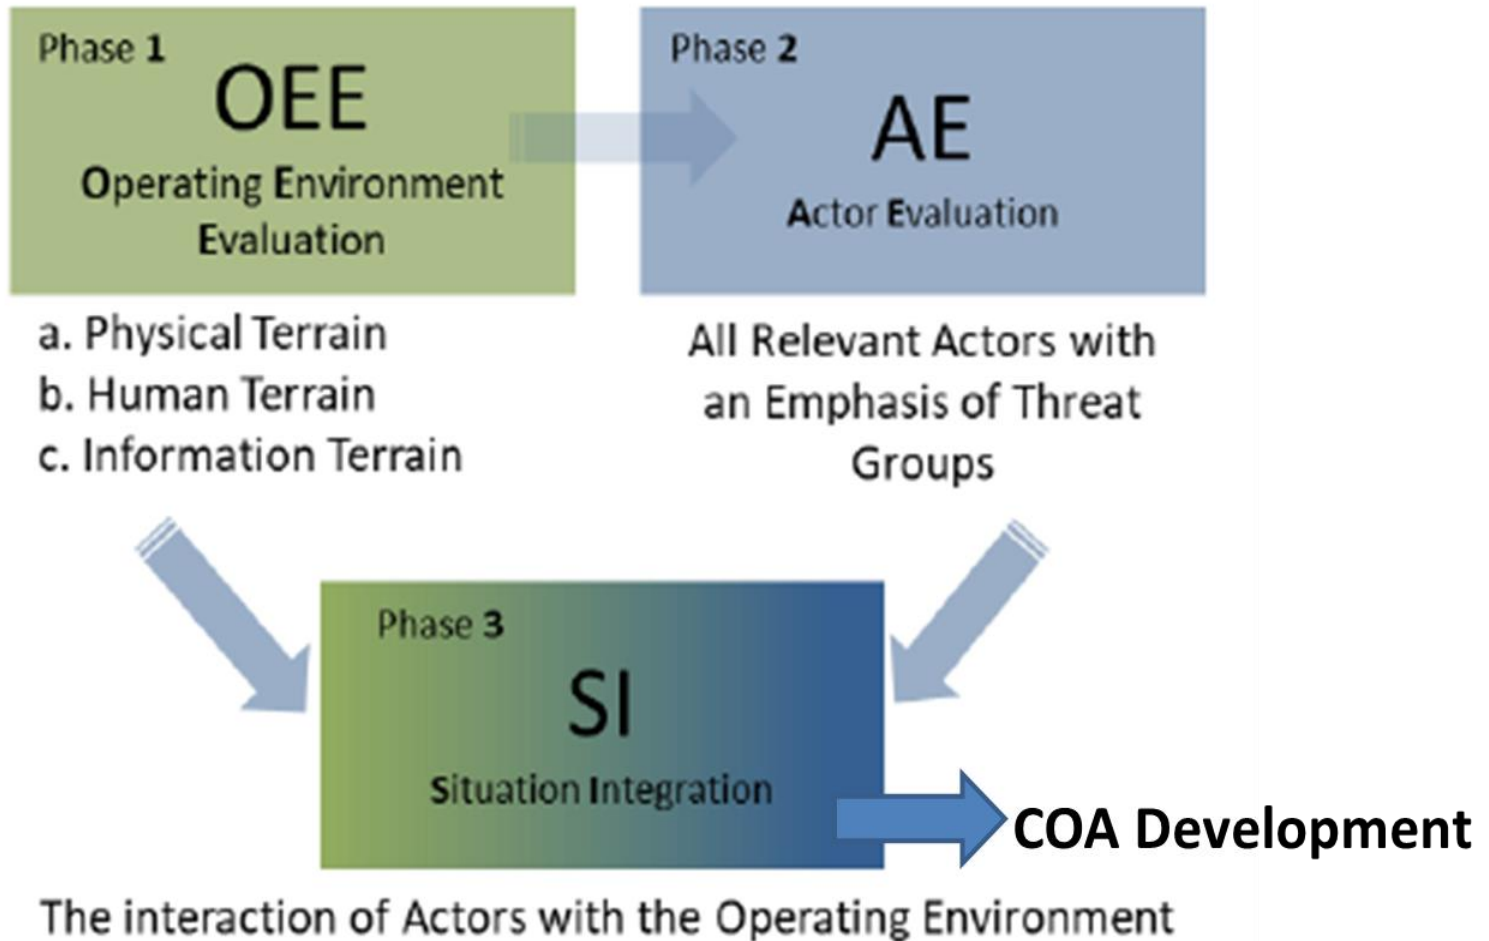 Phase 1
OEE
Operating Environment
Evaluation
a. Physical Terrain
b. Human Terrain
c. Information Terrain
Phase 2
AE
Actor Evaluation
All Relevant Actors with
an Emphasis of Threat
Groups
Phase 3
SI
Situation Integration
COA Development
The interaction of Actors with the Operating Environment